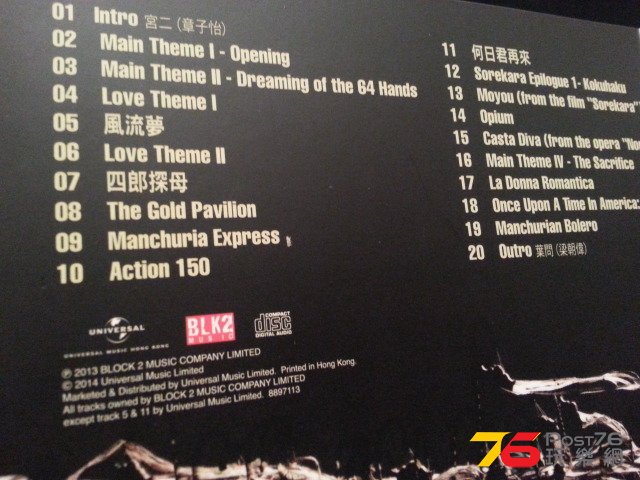 01 Intro 宮二 (章子怡)
02 Main Theme I - Opening
03 Main Theme II - Dreaming of the 64 Hands
04 Love Theme I
05 風流夢
06 Love Theme II
07 四郎探母
08 The Gold Pavilion
09 Manchuria Express
10 Action 150
11 何日君再來
12 Sorekara Epilogue 1- Kokuhaku
13 Moyou (from the film "Sorekara"
14 Opium
15 Casta Diva (from the opera "Nor
16 Main Theme IV - The Sacrifice
17 La Donna Romantica
18 Once Upon A Time In America:
19 Manchurian Bolero
20 Outro 葉問 (梁朝偉)
UNIVERSAL
UNIVERSAL MUSIC HONG KONG
BLK2
MUSIC
COMPACT
disc
DIGITAL AUDIO
℗ 2013 BLOCK 2 MUSIC COMPANY LIMITED
© 2014 Universal Music Limited
Marketed & Distributed by Universal Music Limited. Printed in Hong Kong.
All tracks owned by BLOCK 2 MUSIC COMPANY LIMITED
except track 5 & 11 by Universal Music Limited. 8897113
76 Post76
玩樂網